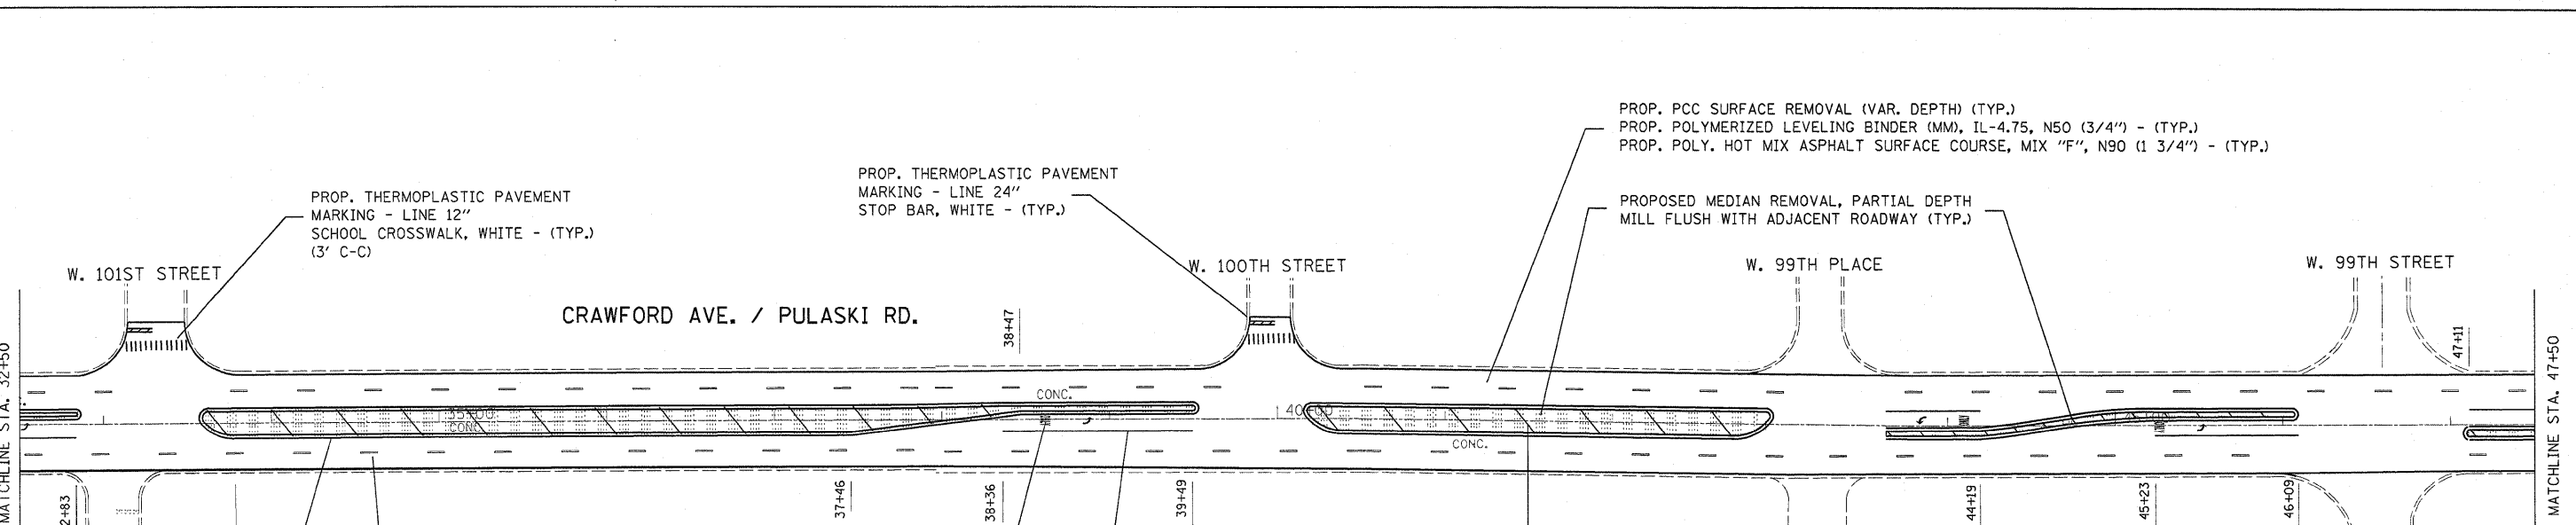 PROP. PCC SURFACE REMOVAL (VAR. DEPTH) (TYP.)
PROP. POLYMERIZED LEVELING BINDER (MM), IL-4.75, N50 (3/4") - (TYP.)
PROP. POLY. HOT MIX ASPHALT SURFACE COURSE, MIX "F", N90 (1 3/4") - (TYP.)
PROP. THERMOPLASTIC PAVEMENT
MARKING - LINE 24"
STOP BAR, WHITE - (TYP.)
PROP. THERMOPLASTIC PAVEMENT
MARKING - LINE 12"
SCHOOL CROSSWALK, WHITE - (TYP.)
(3' C-C)
PROPOSED MEDIAN REMOVAL, PARTIAL DEPTH
MILL FLUSH WITH ADJACENT ROADWAY (TYP.)
W. 101ST STREET
W. 100TH STREET
W. 99TH PLACE
W. 99TH STREET
CRAWFORD AVE. / PULASKI RD.
38+47
47+11
MATCHLINE STA. 32+50
MATCHLINE STA. 47+50
CONC.
35+00
CONC.
40+00
CONC.
2+83
37+46
38+36
39+49
44+19
45+23
46+09